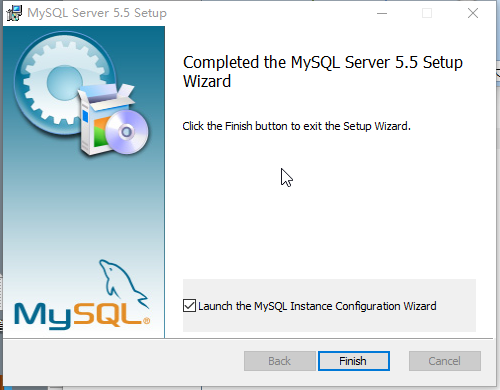 MySQL Server 5.5 Setup
Completed the MySQL Server 5.5 Setup
Wizard
Click the Finish button to exit the Setup Wizard.
MySQL®
Launch the MySQL Instance Configuration Wizard
Back
Finish
Cancel